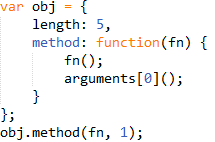 var obj = {
    length: 5,
    method: function(fn) {
        fn();
        arguments[0]();
    }
};
obj.method(fn, 1);